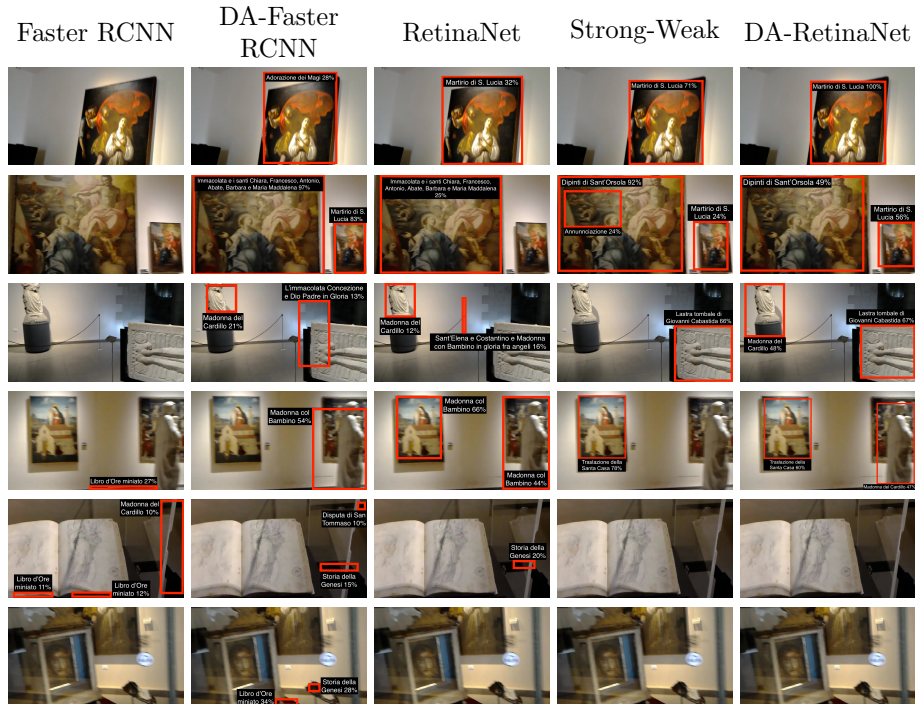 Faster RCNN
DA-Faster
RCNN
RetinaNet
Strong-Weak
DA-RetinaNet
Adorazione dei Magi 28%
Martirio di S. Lucia 32%
Martirio di S. Lucia 71%
Martirio di S. Lucia 100%
Immacolata e i santi Chiara, Francesco, Antonio,
Abate, Barbara e Maria Maddalena 97%
Martirio di S.
Lucia 83%
Immacolata e i santi Chiara, Francesco,
Antonio, Abate, Barbara e Maria Maddalena
25%
Dipinti di Sant'Orsola 92%
Annunciazione 24%
Martirio di S.
Lucia 24%
Dipinti di Sant'Orsola 49%
Martirio di S.
Lucia 56%
Madonna del
Cardillo 21%
L'immacolata Concezione
e Dio Padre in Gloria 13%
Madonna del
Cardillo 12%
Sant'Elena e Costantino e Madonna
con Bambino in gloria fra angeli 16%
Lastra tombale di
Giovanni Cabastida 66%
Madonna del
Cardillo 48%
Lastra tombale di
Giovanni Cabastida 67%
Libro d'Ore miniato 27%
Madonna col
Bambino 54%
Madonna col
Bambino 66%
Madonna col
Bambino 44%
Traslazione della
Santa Casa 78%
Traslazione della
Santa Casa 60%
Madonna del Cardillo 47%
Madonna del
Cardillo 10%
Libro d'Ore
miniato 11%
Libro d'Ore
miniato 12%
Disputa di San
Tommaso 10%
Storia della
Genesi 15%
Storia della
Genesi 20%
Libro d'Ore
miniato 34%
Storia della
Genesi 28%